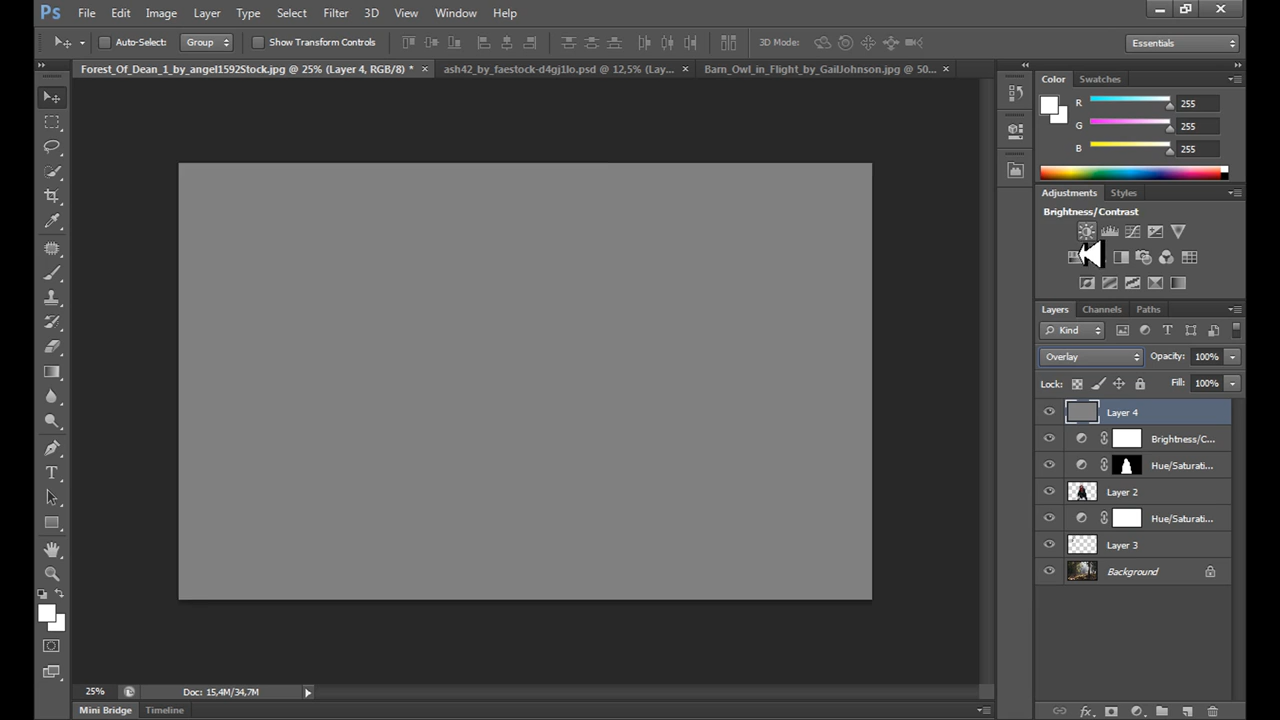 Ps File Edit Image Layer Type Select Filter 3D View Window Help
Auto-Select: Group Show Transform Controls 3D Mode: Essentials
Forest_Of_Dean_1_by_angel1592Stock.jpg @ 25% (Layer 4, RGB/8) * × ash42_by_faestock-d4gj1lo.psd @ 12,5% (Lay... × Barn_Owl_in_Flight_by_GailJohnson.jpg @ 50... ×
Color Swatches
R 255
G 255
B 255
Adjustments Styles
Brightness/Contrast
Layers Channels Paths
Kind
Overlay Opacity: 100%
Lock: Fill: 100%
Layer 4
Brightness/C...
Hue/Saturati...
Layer 2
Hue/Saturati...
Layer 3
Background
25% Doc: 15,4M/34,7M
Mini Bridge Timeline